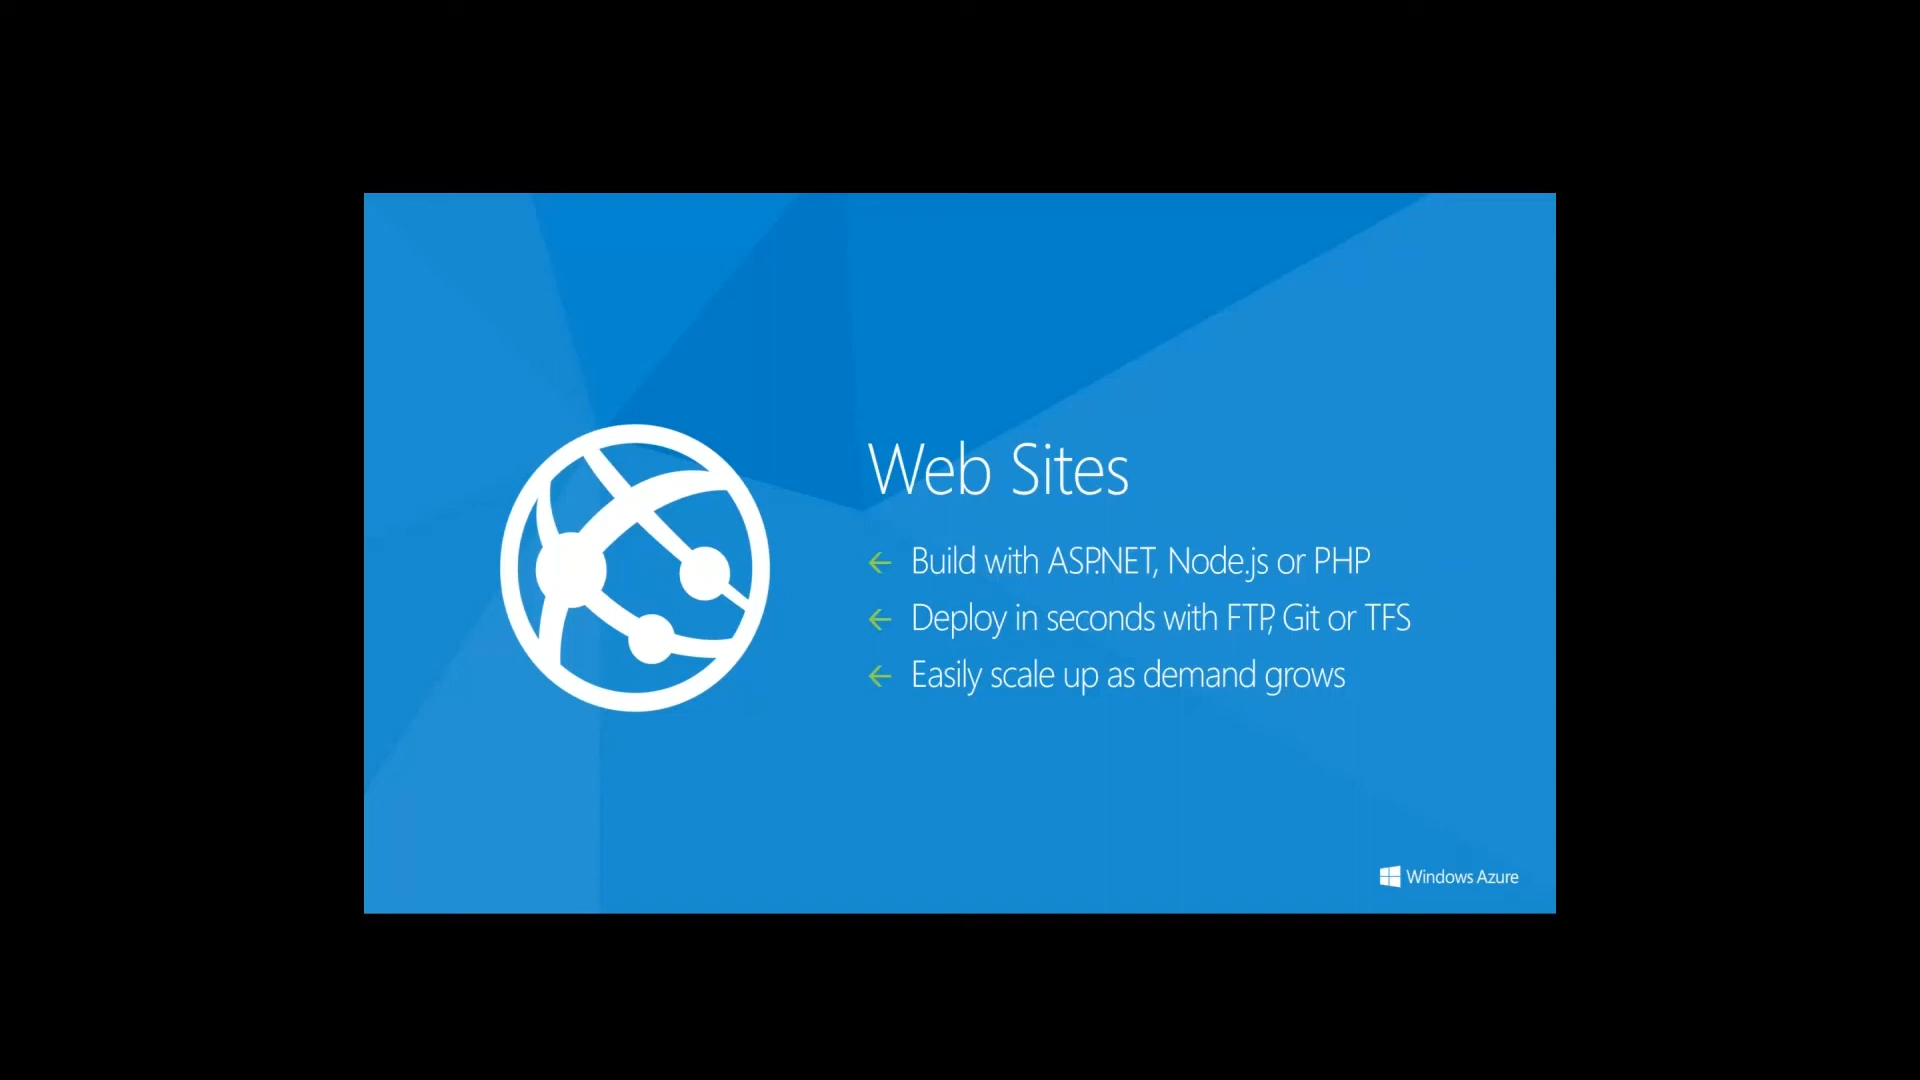 Web Sites
← Build with ASP.NET, Node.js or PHP
← Deploy in seconds with FTP, Git or TFS
← Easily scale up as demand grows
Windows Azure